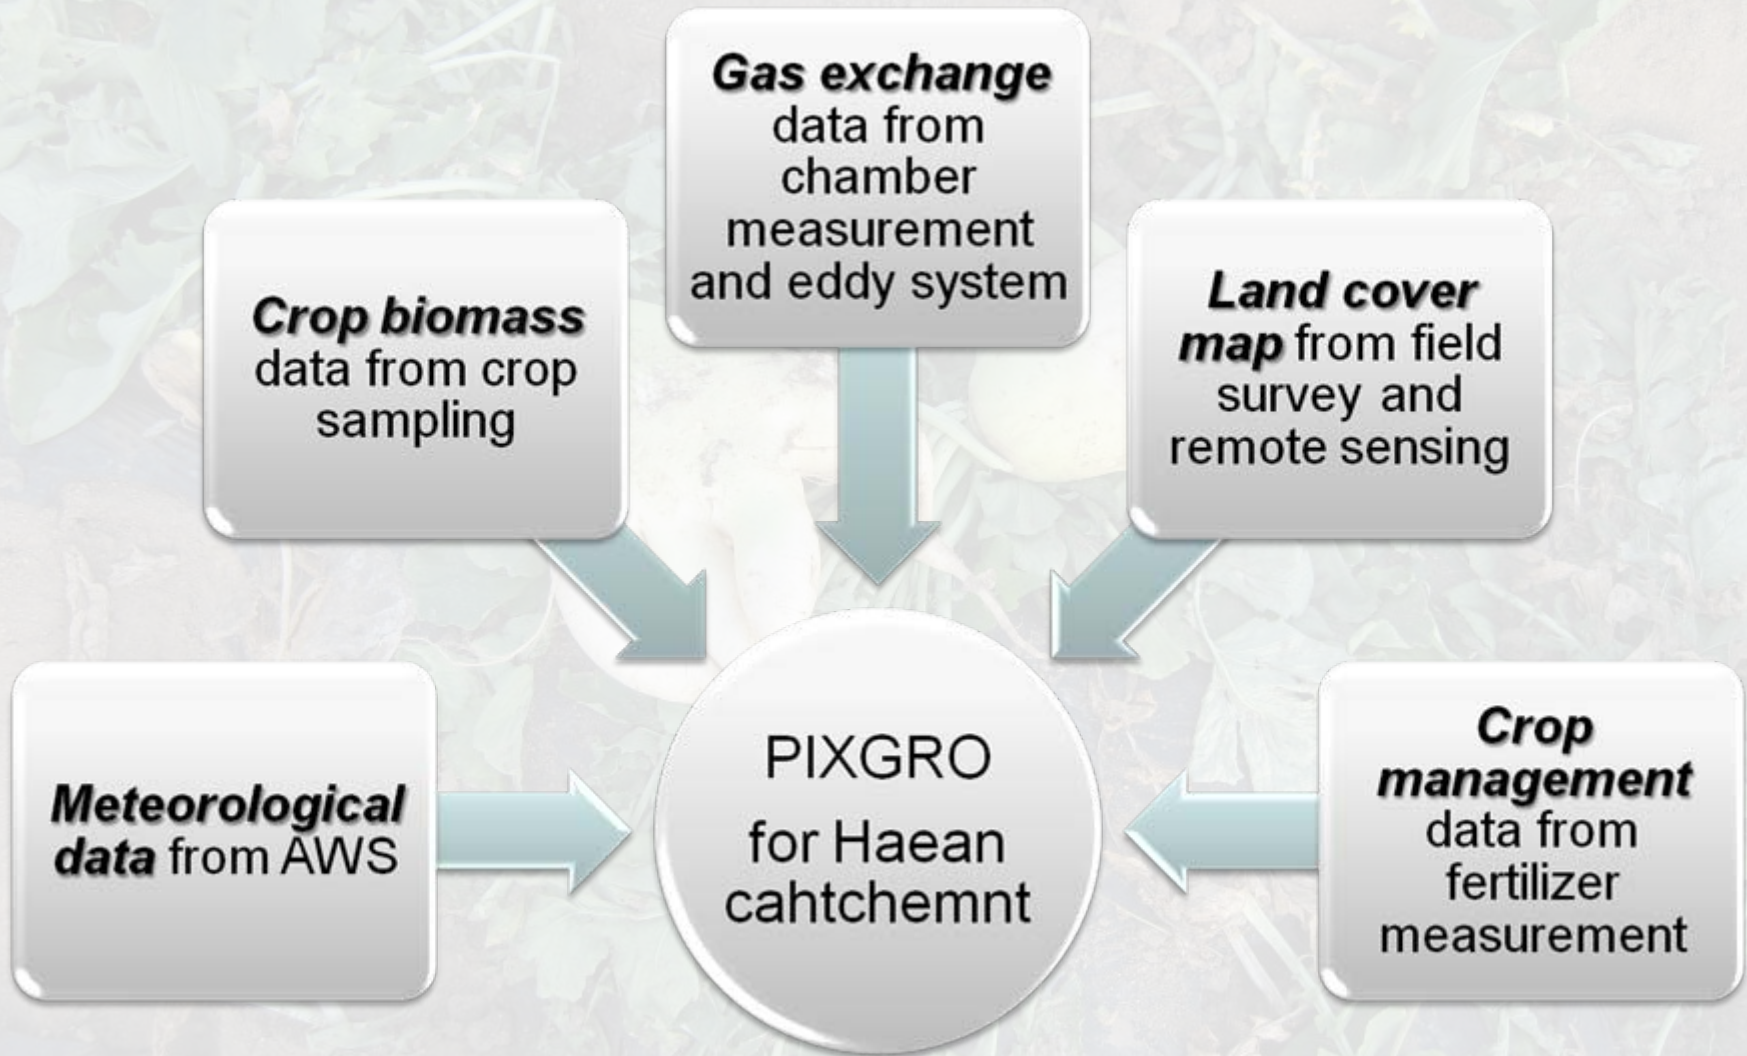 Gas exchange
data from
chamber
measurement
and eddy system
Crop biomass
data from crop
sampling
Land cover
map from field
survey and
remote sensing
Meteorological
data from AWS
PIXGRO
for Haean
cahtchemnt
Crop
management
data from
fertilizer
measurement